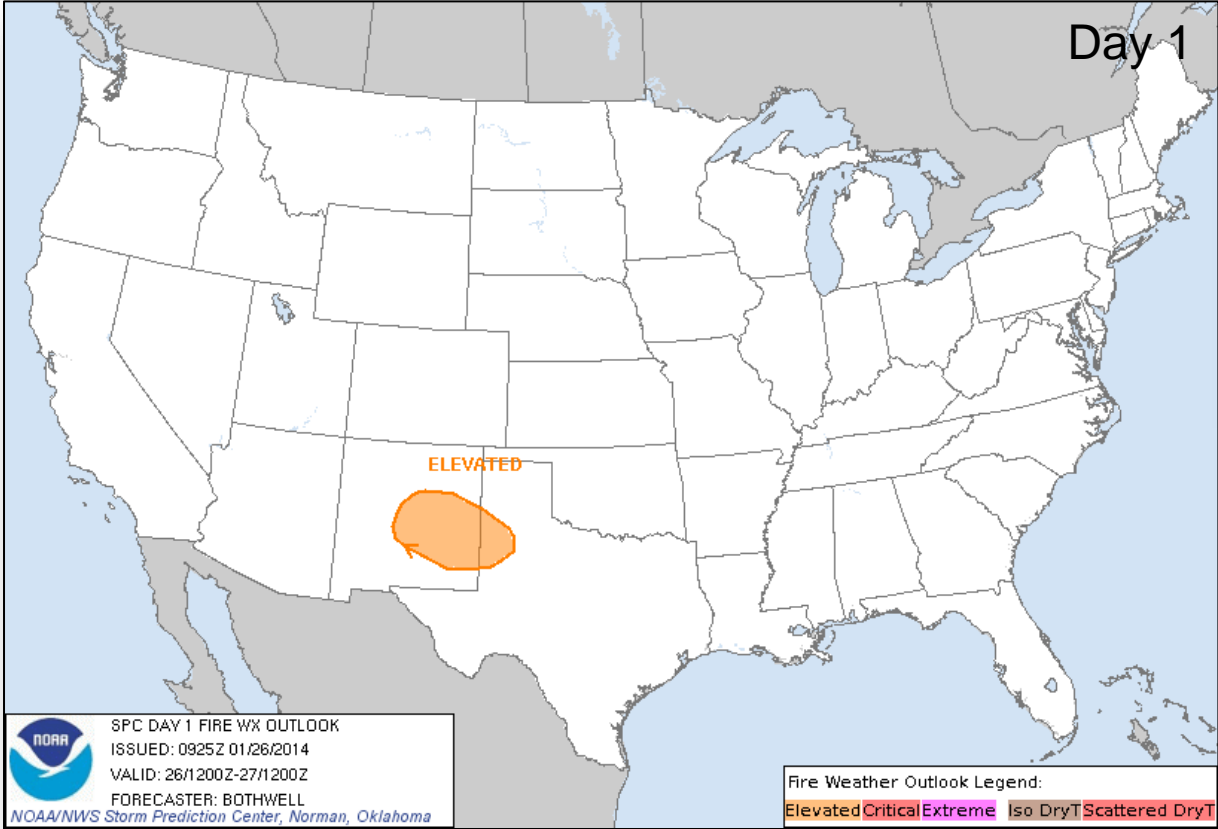 Day 1
ELEVATED
NOAA
SPC DAY 1 FIRE WX OUTLOOK
ISSUED: 0925Z 01/26/2014
VALID: 26/1200Z-27/1200Z
FORECASTER: BOTHWELL
NOAA/NWS Storm Prediction Center, Norman, Oklahoma
Fire Weather Outlook Legend:
Elevated Critical Extreme Iso DryT Scattered DryT